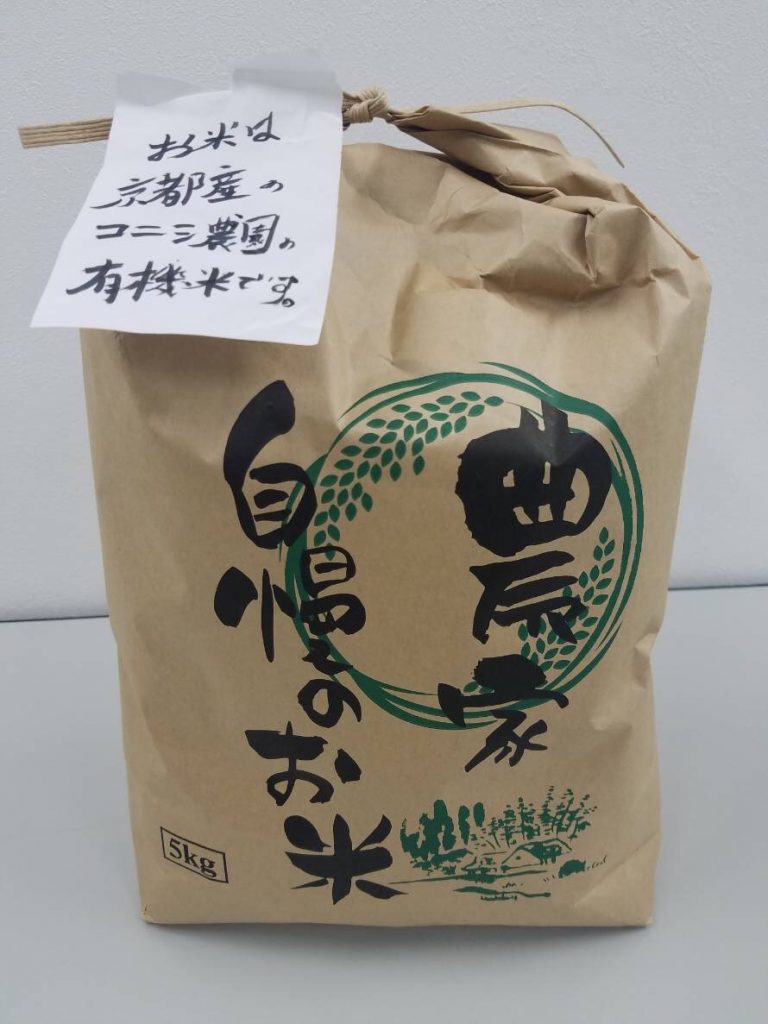 お米は
京都産の
コニシ農園の
有機米です。
農家
自慢のお米
5kg